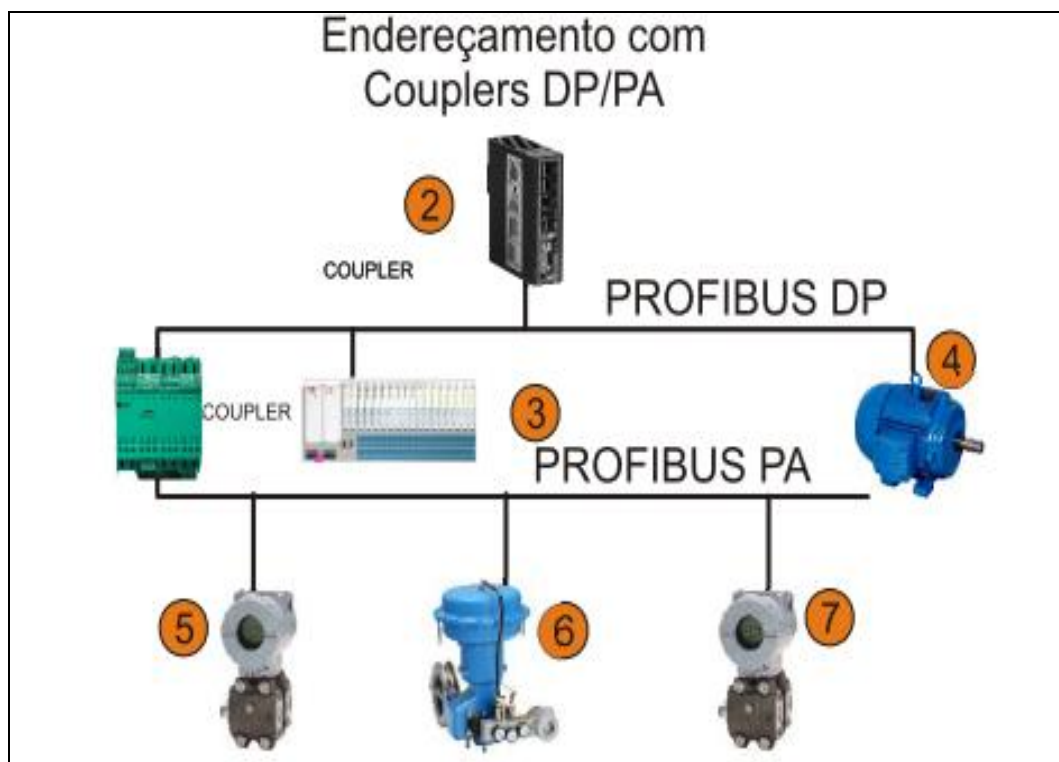 Endereçamento com
Couplers DP/PA
2
COUPLER
PROFIBUS DP
4
COUPLER
3
PROFIBUS PA
5
6
7